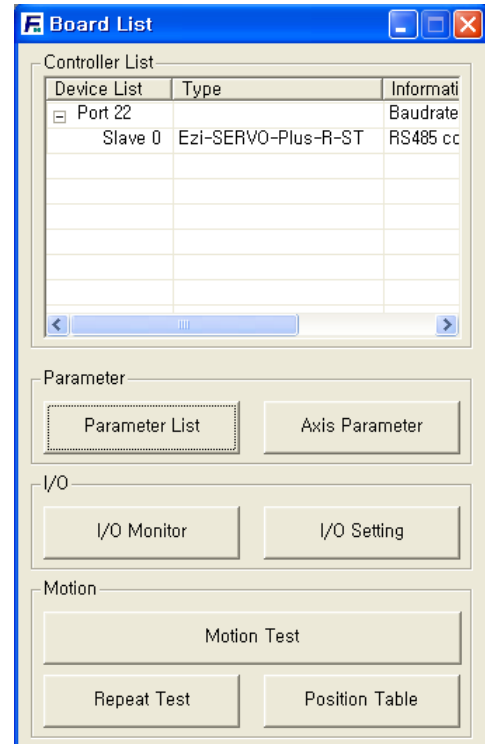 Board List
Controller List
Device List Type Informati
Port 22 Baudrate
Slave 0 Ezi-SERVO-Plus-R-ST RS485 cc
Parameter
Parameter List Axis Parameter
I/O
I/O Monitor I/O Setting
Motion
Motion Test
Repeat Test Position Table